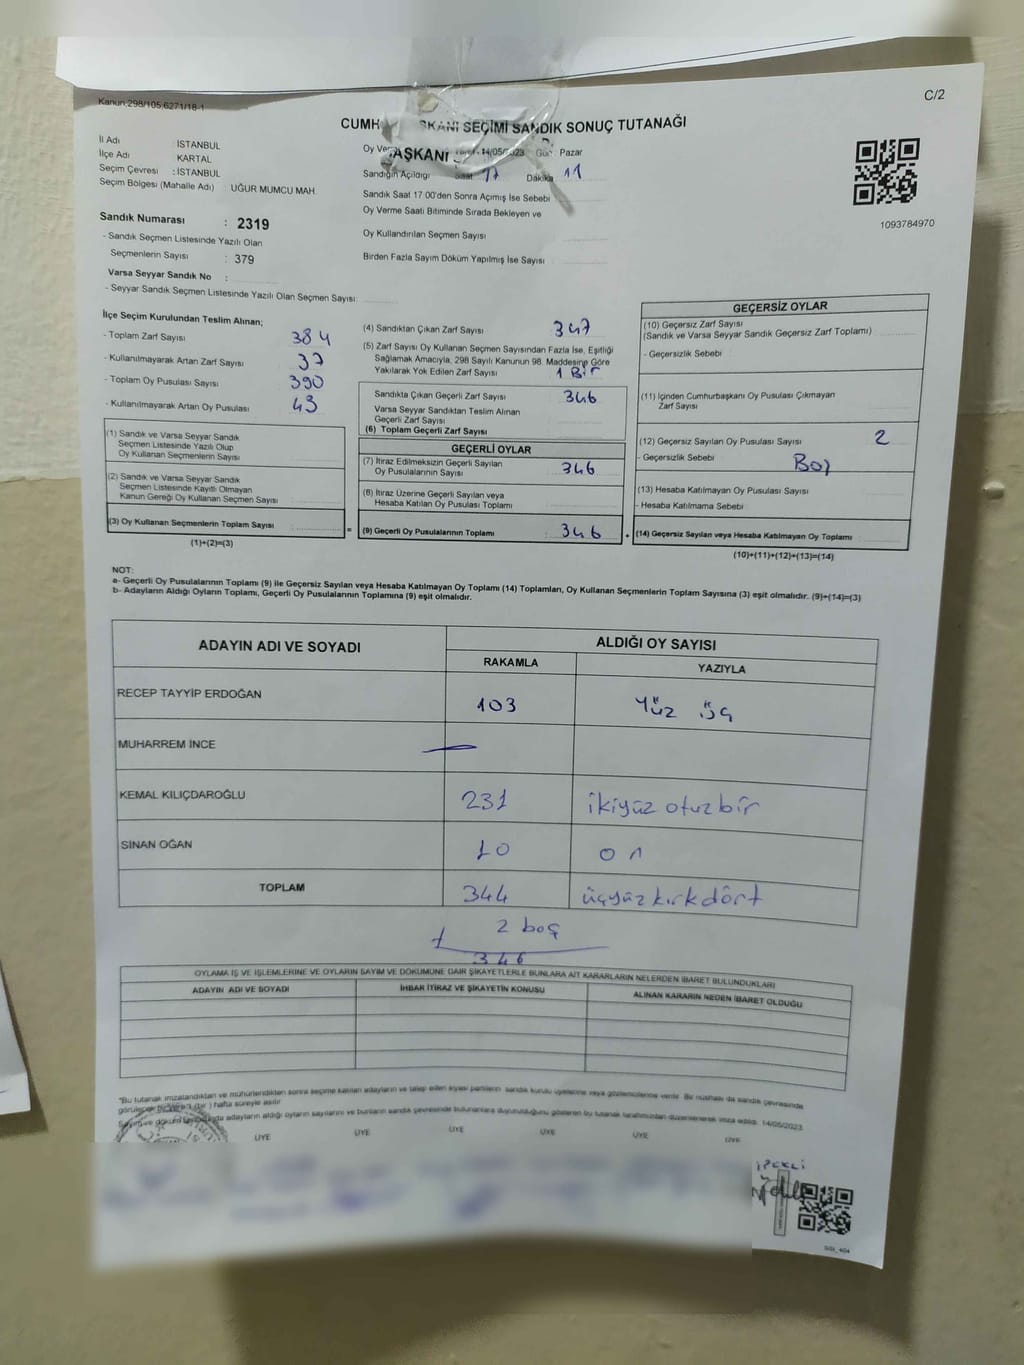 Kanun:298/105;6271/18-1
C/2
CUMH SKANI SEÇİMİ SANDIK SONUÇ TUTANAĞI
İl Adı : İSTANBUL
İlçe Adı KARTAL
Seçim Çevresi : İSTANBUL
Seçim Bölgesi (Mahalle Adı) : UĞUR MUMCU MAH.
Oy Ver AŞKANI 14/05/2023 Gün : Pazar
Sandığın Açıldığı Saat 17 Dakika 11
Sandık Saat 17:00'den Sonra Açımış İse Sebebi
Oy Verme Saati Bitiminde Sırada Bekleyen ve
Oy Kullandırılan Seçmen Sayısı
Birden Fazla Sayım Döküm Yapılmış İse Sayısı
1093784970
Sandık Numarası : 2319
- Sandık Seçmen Listesinde Yazılı Olan
Seçmenlerin Sayısı : 379
Varsa Seyyar Sandık No :
- Seyyar Sandık Seçmen Listesinde Yazılı Olan Seçmen Sayısı:
İlçe Seçim Kurulundan Teslim Alınan;
- Toplam Zarf Sayısı 384
- Kullanılmayarak Artan Zarf Sayısı 37
- Toplam Oy Pusulası Sayısı 390
- Kullanılmayarak Artan Oy Pusulası 43
(1) Sandık ve Varsa Seyyar Sandık
Seçmen Listesinde Yazılı Olup
Oy Kullanan Seçmenlerin Sayısı
(2) Sandık ve Varsa Seyyar Sandık
Seçmen Listesinde Kayıtlı Olmayan
Kanun Gereği Oy Kullanan Seçmen Sayısı
(3) Oy Kullanan Seçmenlerin Toplam Sayısı =
(1)+(2)=(3)
(4) Sandıktan Çıkan Zarf Sayısı 347
(5) Zarf Sayısı Oy Kullanan Seçmen Sayısından Fazla İse, Eşitliği
Sağlamak Amacıyla, 298 Sayılı Kanunun 98. Maddesine Göre
Yakılarak Yok Edilen Zarf Sayısı 1 Bir
Sandıkta Çıkan Geçerli Zarf Sayısı 346
Varsa Seyyar Sandıktan Teslim Alınan
Geçerli Zarf Sayısı
(6) Toplam Geçerli Zarf Sayısı
GEÇERLİ OYLAR
(7) İtiraz Edilmeksizin Geçerli Sayılan
Oy Pusulalarının Sayısı 346
(8) İtiraz Üzerine Geçerli Sayılan veya
Hesaba Katılan Oy Pusulası Toplamı
(9) Geçerli Oy Pusulalarının Toplamı 346 +
GEÇERSİZ OYLAR
(10) Geçersiz Zarf Sayısı
(Sandık ve Varsa Seyyar Sandık Geçersiz Zarf Toplamı)
- Geçersizlik Sebebi
(11) İçinden Cumhurbaşkanı Oy Pusulası Çıkmayan
Zarf Sayısı
(12) Geçersiz Sayılan Oy Pusulası Sayısı 2
- Geçersizlik Sebebi Boş
(13) Hesaba Katılmayan Oy Pusulası Sayısı
- Hesaba Katılmama Sebebi
(14) Geçersiz Sayılan veya Hesaba Katılmayan Oy Toplamı
(10)+(11)+(12)+(13)=(14)
NOT:
a- Geçerli Oy Pusulalarının Toplamı (9) ile Geçersiz Sayılan veya Hesaba Katılmayan Oy Toplamı (14) Toplamları, Oy Kullanan Seçmenlerin Toplam Sayısına (3) eşit olmalıdır. (9)+(14)=(3)
b- Adayların Aldığı Oyların Toplamı, Geçerli Oy Pusulalarının Toplamına (9) eşit olmalıdır.
ADAYIN ADI VE SOYADI ALDIĞI OY SAYISI
RAKAMLA YAZIYLA
RECEP TAYYİP ERDOĞAN 103 Yüz üç
MUHARREM İNCE —
KEMAL KILIÇDAROĞLU 231 ikiyüz otuzbir
SİNAN OĞAN 10 on
TOPLAM 344 üçyüzkırkdört
2 boş
346
OYLAMA İŞ VE İŞLEMLERİNE VE OYLARIN SAYIM VE DÖKÜMÜNE DAİR ŞİKAYETLERLE BUNLARA AİT KARARLARIN NELERDEN İBARET BULUNDUKLARI
ADAYIN ADI VE SOYADI İHBAR İTİRAZ VE ŞİKAYETİN KONUSU ALINAN KARARIN NEDEN İBARET OLDUĞU
"Bu tutanak imzalandıktan ve mühürlendikten sonra seçime katılan adayların ve talep eden siyasi partilerin sandık kurulu üyelerine veya gözlemcilerine verilir. Bir nüshası da sandık çevresinde
görülecek bir yere (bir) hafta süreyle asılır.
adayların aldığı oyların sayılarını ve bunların sandık çevresinde bulunanlara duyurulduğunu gösteren bu tutanak tarafımızdan düzenlenerek imza edildi. 14/05/2023
ÜYE ÜYE ÜYE ÜYE ÜYE ÜYE